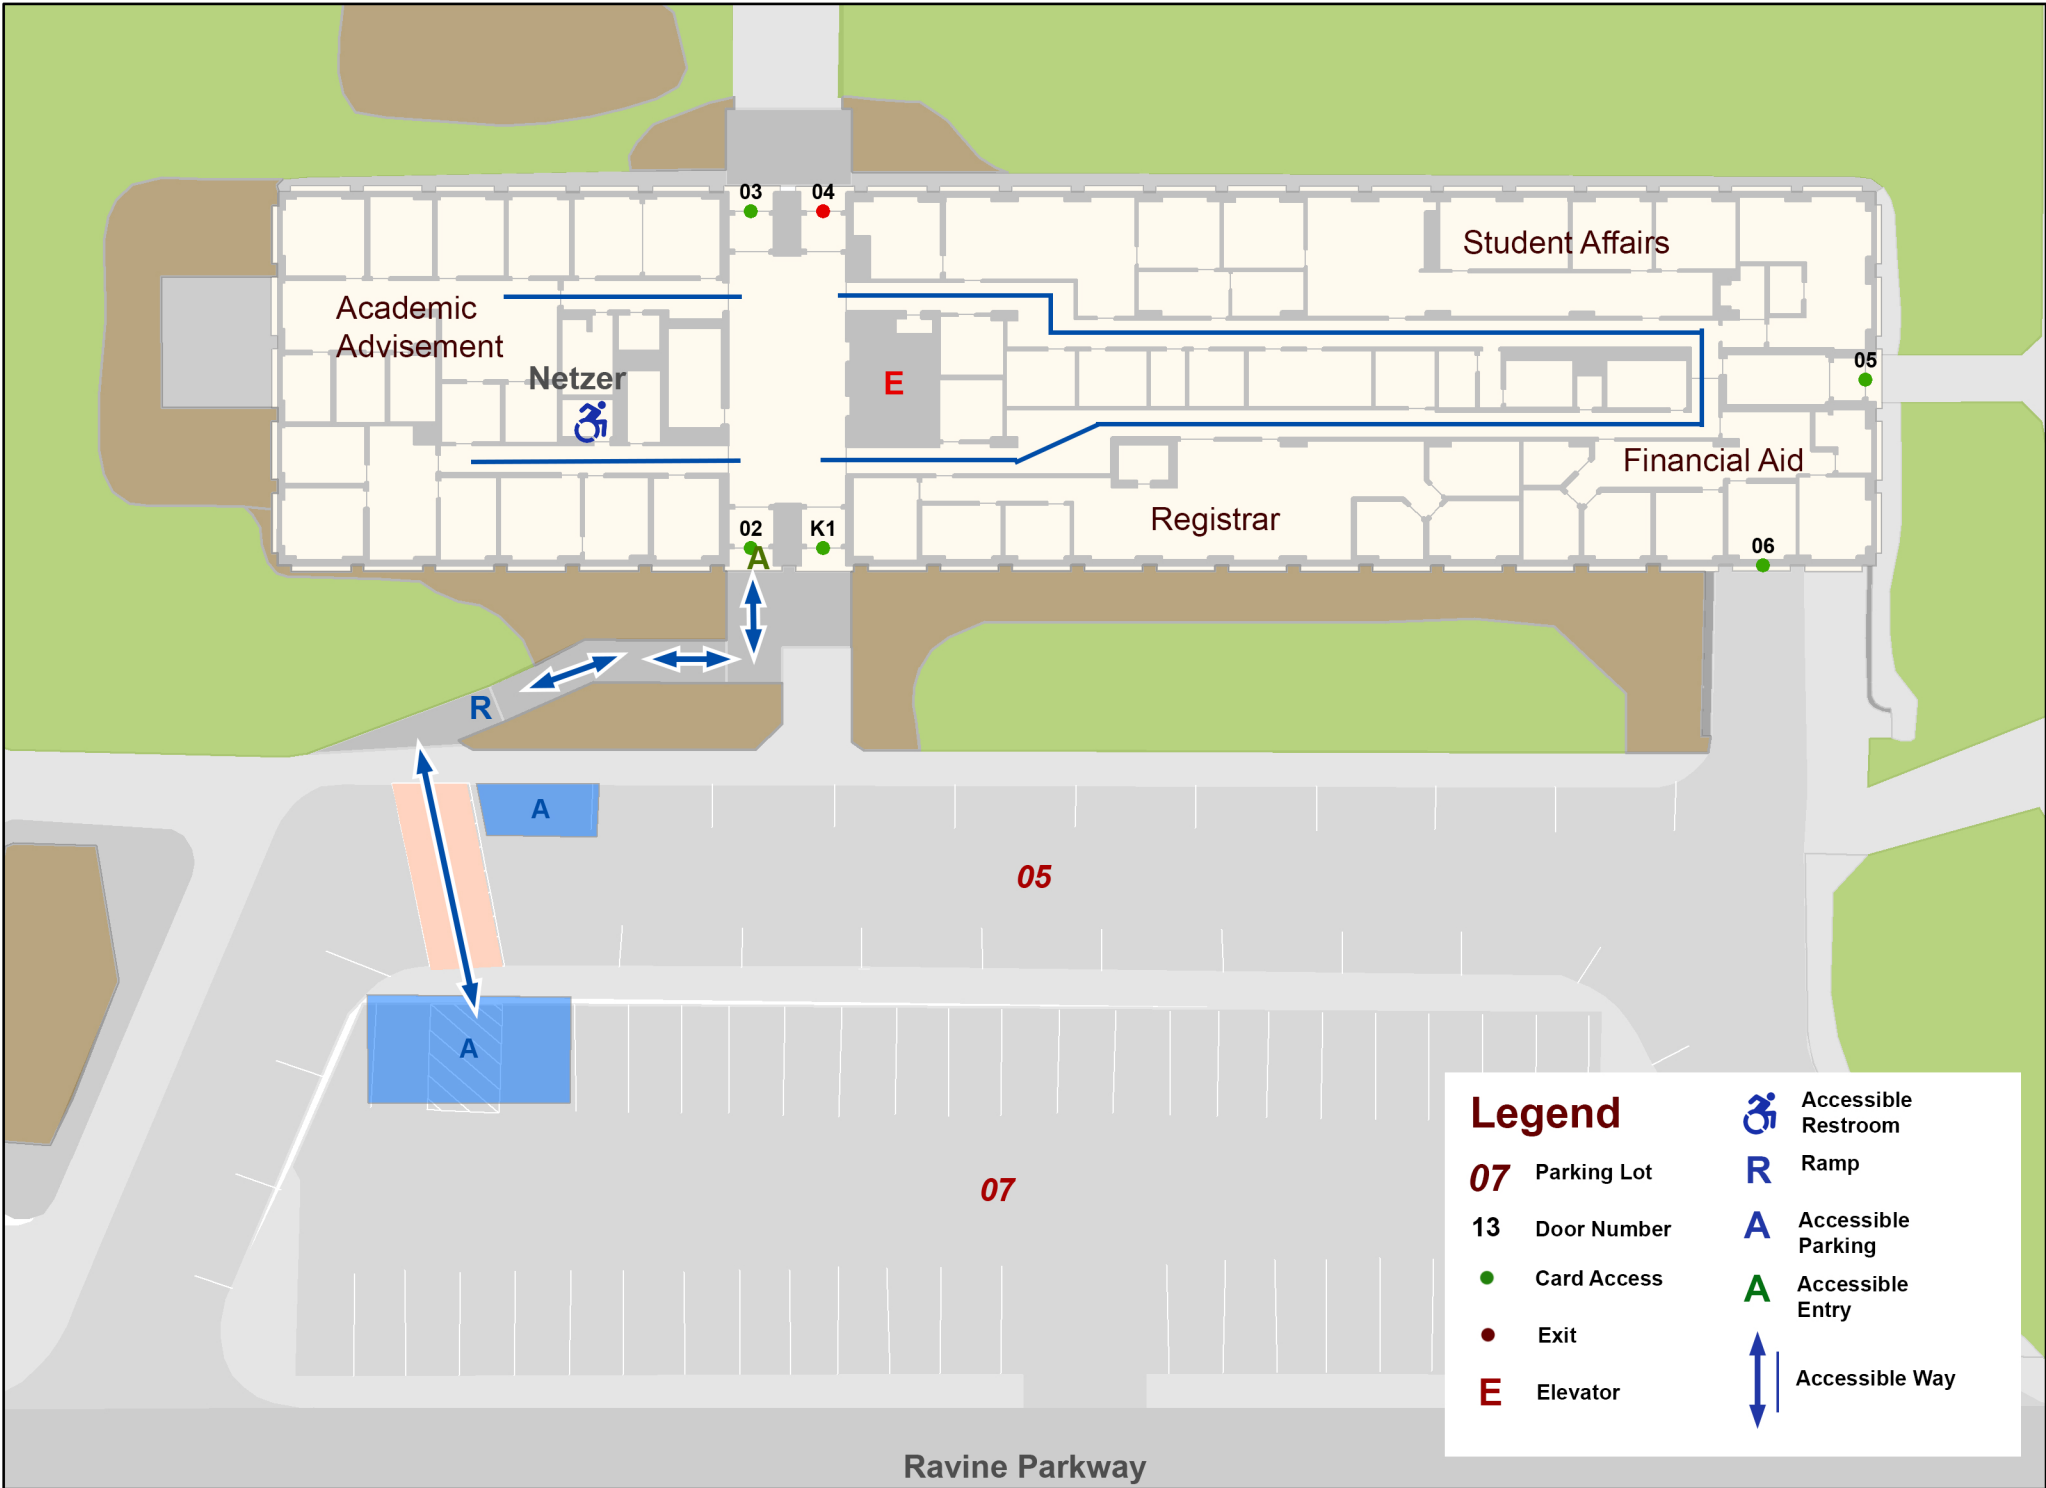 03
04
Student Affairs
Academic
Advisement
05
Netzer
E
Financial Aid
Registrar
02
K1
06
A
R
A
05
A
07
Legend
07 Parking Lot
13 Door Number
Card Access
Exit
E Elevator
Accessible
Restroom
R Ramp
A Accessible
Parking
A Accessible
Entry
Accessible Way
Ravine Parkway